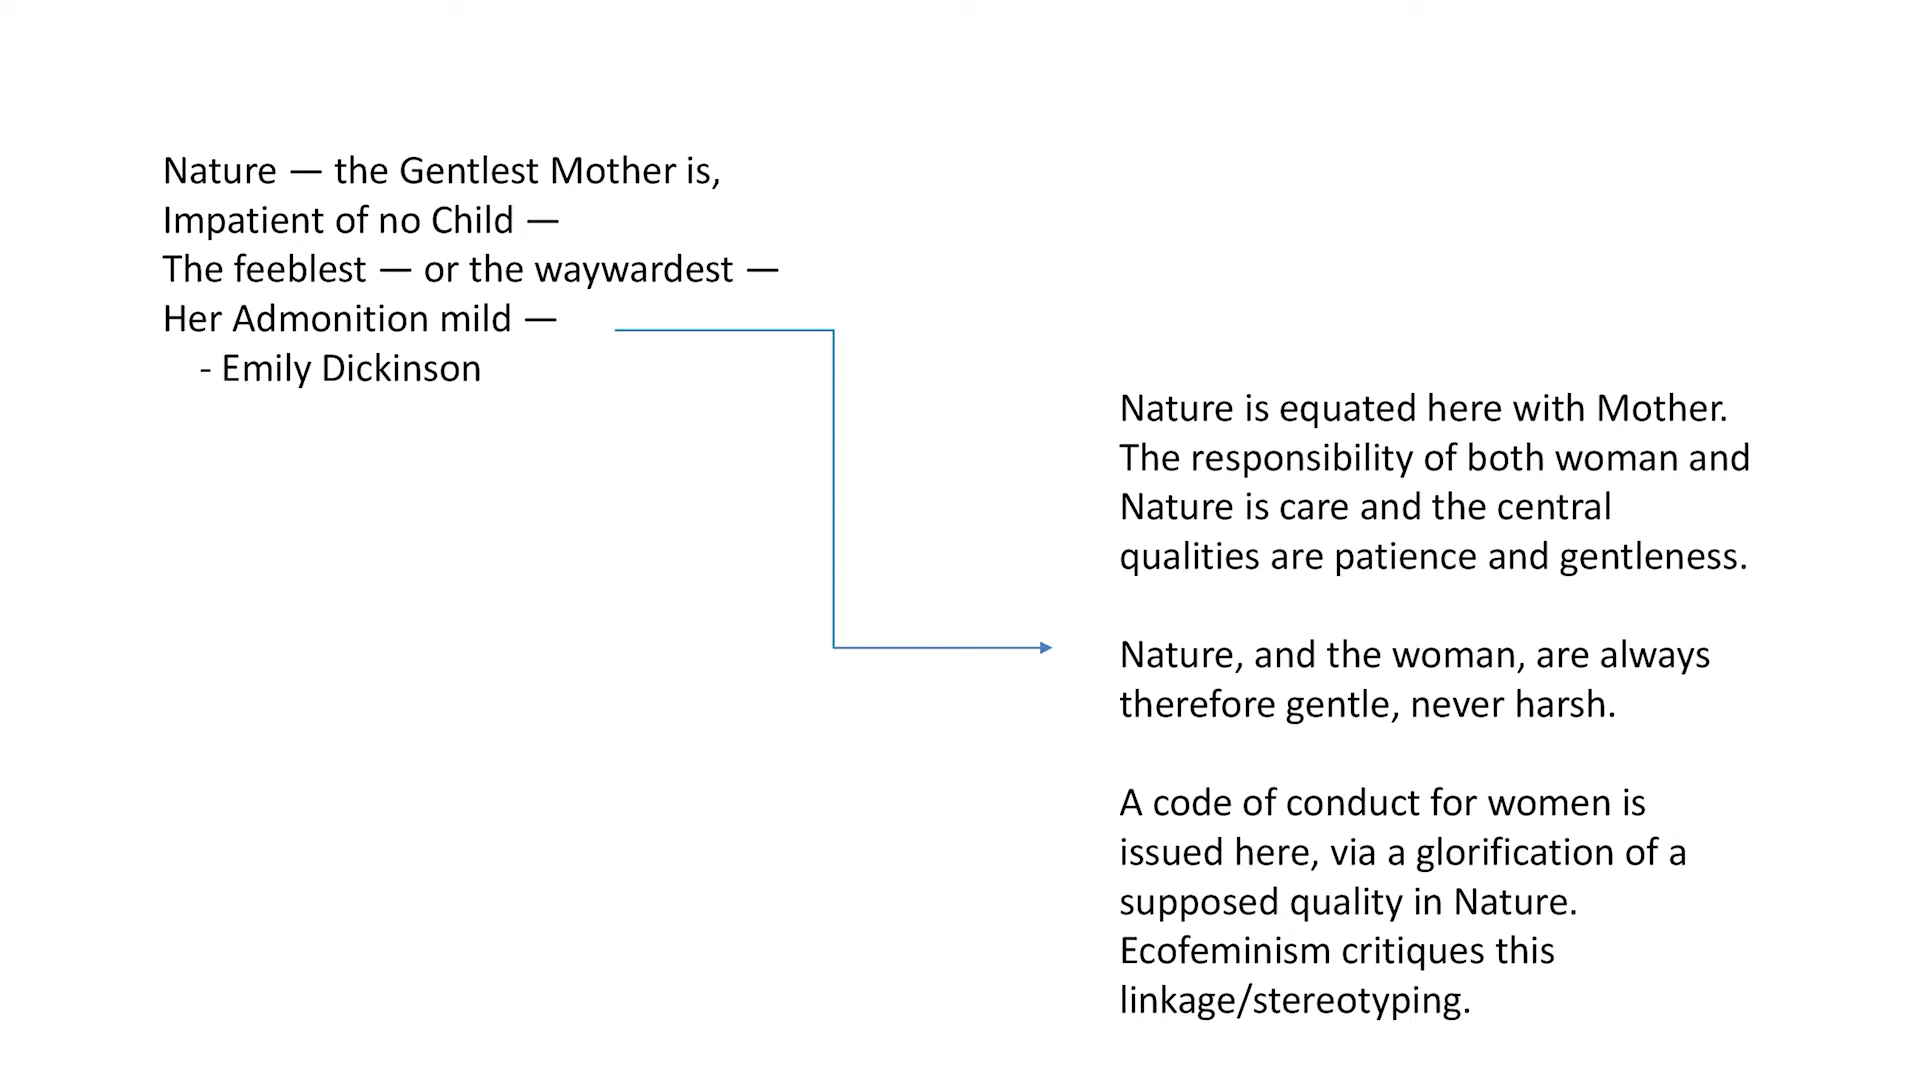 Nature — the Gentlest Mother is,
Impatient of no Child —
The feeblest — or the waywardest —
Her Admonition mild —
- Emily Dickinson
Nature is equated here with Mother.
The responsibility of both woman and
Nature is care and the central
qualities are patience and gentleness.
Nature, and the woman, are always
therefore gentle, never harsh.
A code of conduct for women is
issued here, via a glorification of a
supposed quality in Nature.
Ecofeminism critiques this
linkage/stereotyping.